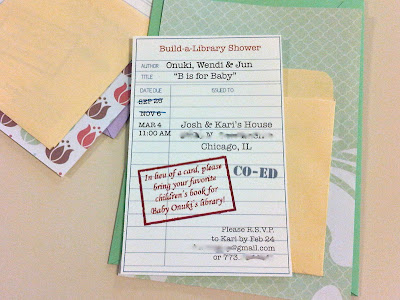 Build-a-Library Shower
AUTHOR Onuki, Wendi & Jun
TITLE "B is for Baby"
DATE DUE ISSUED TO
SEP 28
NOV 6
MAR 4 Josh & Kari's House
11:00 AM N
Chicago, IL
CO-ED
In lieu of a card, please
bring your favorite
children's book for
Baby Onuki's library!
Please R.S.V.P.
to Kari by Feb 24
@gmail.com
or 773.